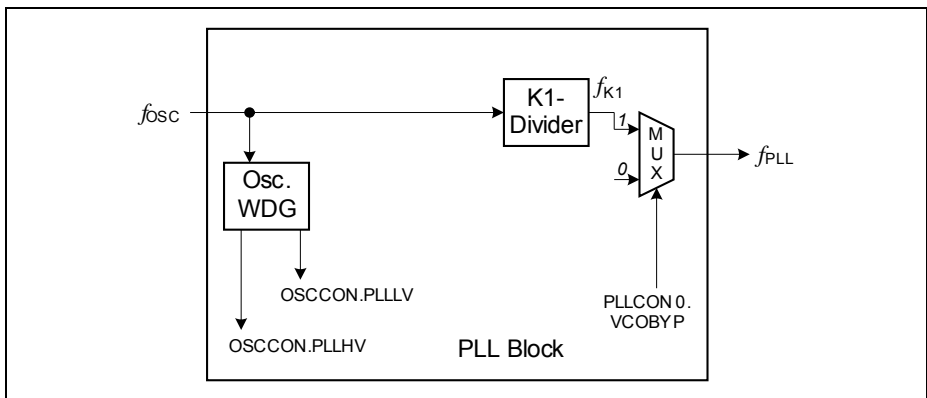 fK1
K1-
Divider
fOSC
1
M
U
X
fPLL
0
Osc.
WDG
OSCCON.PLLLV
PLLCON0.
VCOBYP
OSCCON.PLLHV
PLL Block